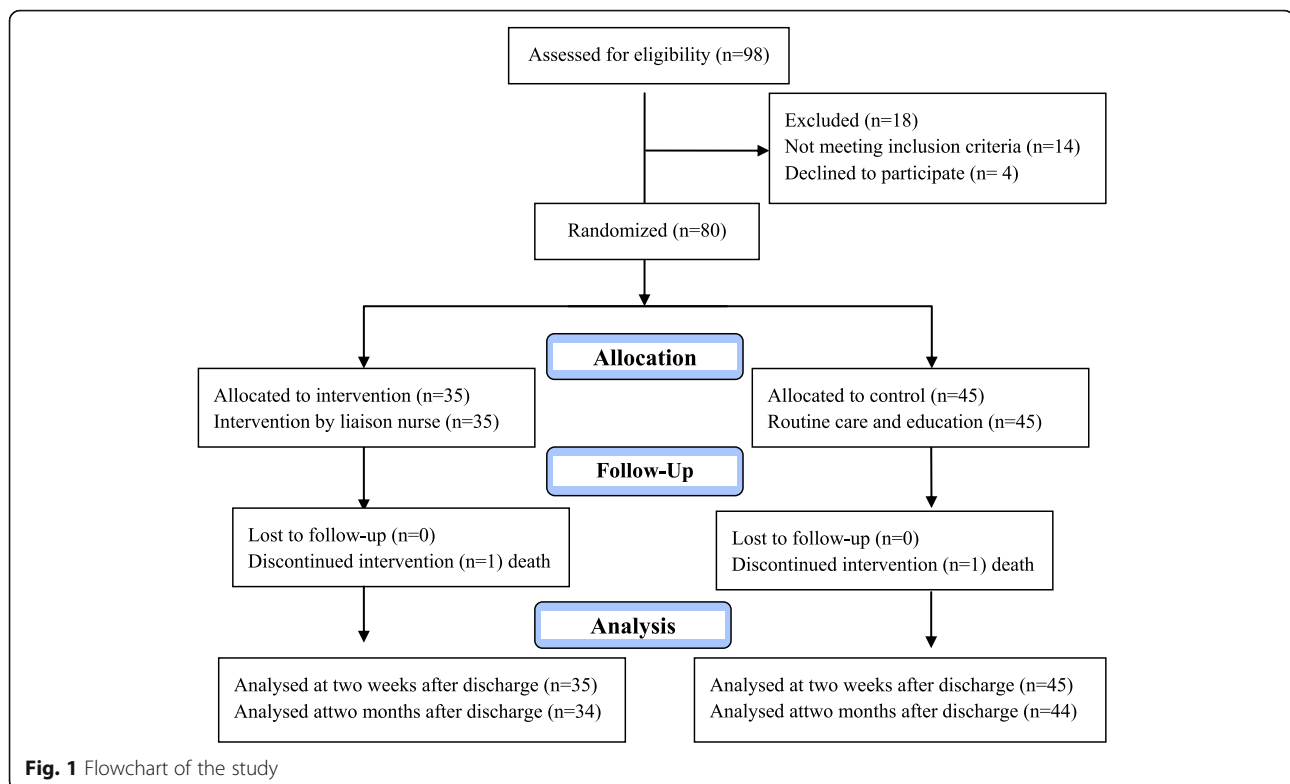 Assessed for eligibility (n=98)
Excluded (n=18)
Not meeting inclusion criteria (n=14)
Declined to participate (n= 4)
Randomized (n=80)
Allocation
Allocated to intervention (n=35)
Intervention by liaison nurse (n=35)
Allocated to control (n=45)
Routine care and education (n=45)
Follow-Up
Lost to follow-up (n=0)
Discontinued intervention (n=1) death
Lost to follow-up (n=0)
Discontinued intervention (n=1) death
Analysis
Analysed at two weeks after discharge (n=35)
Analysed attwo months after discharge (n=34)
Analysed at two weeks after discharge (n=45)
Analysed attwo months after discharge (n=44)
Fig. 1 Flowchart of the study